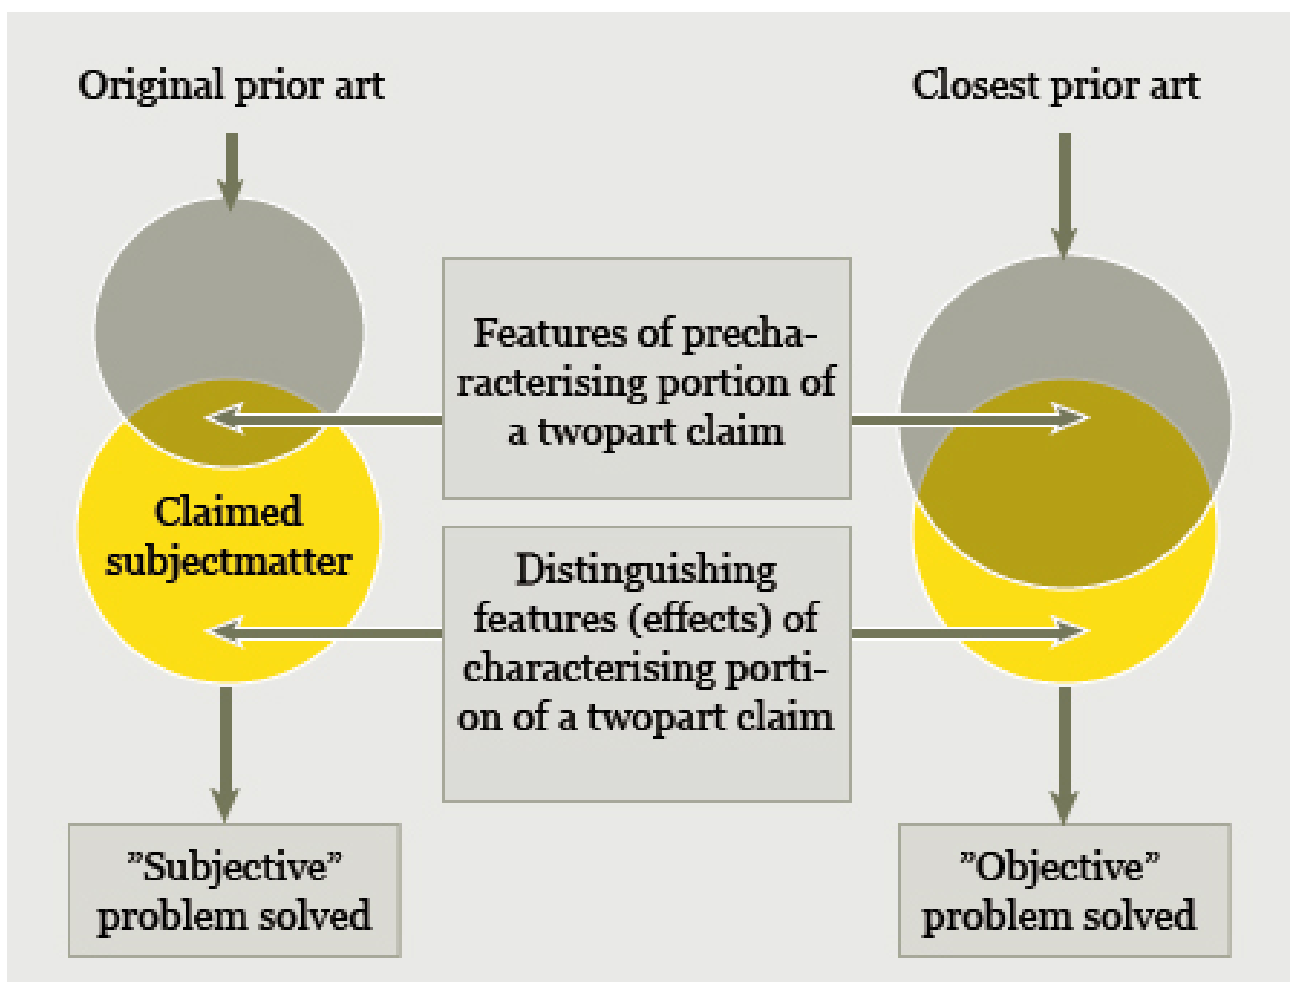 Original prior art
Closest prior art
Features of precha-
racterising portion of
a twopart claim
Claimed
subjectmatter
Distinguishing
features (effects) of
characterising porti-
on of a twopart claim
”Subjective”
problem solved
”Objective”
problem solved